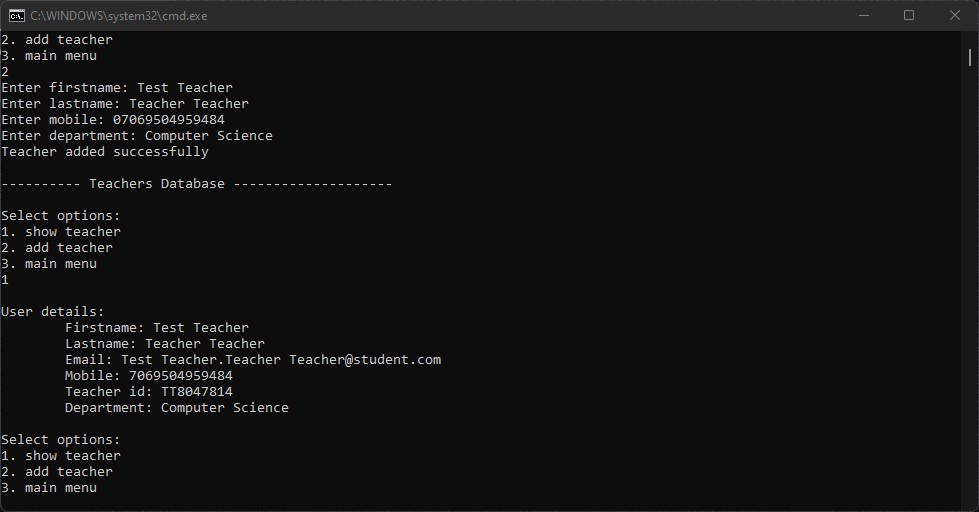 C:\WINDOWS\system32\cmd.exe
2. add teacher
3. main menu
2
Enter firstname: Test Teacher
Enter lastname: Teacher Teacher
Enter mobile: 07069504959484
Enter department: Computer Science
Teacher added successfully
---------- Teachers Database --------------------
Select options:
1. show teacher
2. add teacher
3. main menu
1
User details:
Firstname: Test Teacher
Lastname: Teacher Teacher
Email: Test Teacher.Teacher Teacher@student.com
Mobile: 7069504959484
Teacher id: TT8047814
Department: Computer Science
Select options:
1. show teacher
2. add teacher
3. main menu